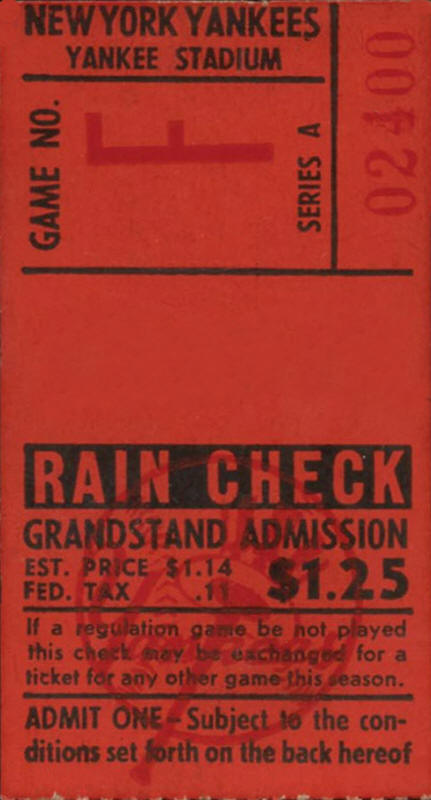 NEW YORK YANKEES
YANKEE STADIUM
GAME NO.
F
SERIES A
02400
RAIN CHECK
GRANDSTAND ADMISSION
EST. PRICE $1.14
FED. TAX .11
$1.25
If a regulation game be not played
this check may be exchanged for a
ticket for any other game this season.
ADMIT ONE – Subject to the con-
ditions set forth on the back hereof